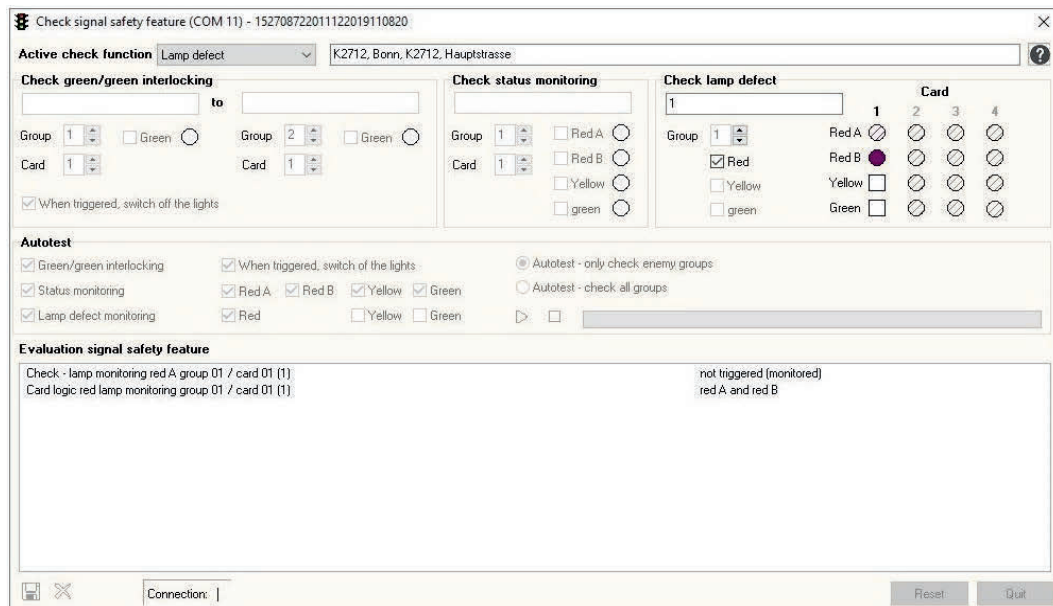 Check signal safety feature (COM 11) - 152708722011122019110820
Active check function Lamp defect K2712, Bonn, K2712, Hauptstrasse
Check green/green interlocking
to
Group 1 Green Group 2 Green
Card 1 Card 1
When triggered, switch off the lights
Check status monitoring
Group 1 Red A
Card 1 Red B
Yellow
green
Check lamp defect
1
Card
1 2 3 4
Group 1 Red A
Red Red B
Yellow Yellow
green Green
Autotest
Green/green interlocking When triggered, switch of the lights Autotest - only check enemy groups
Status monitoring Red A Red B Yellow Green Autotest - check all groups
Lamp defect monitoring Red Yellow Green
Evaluation signal safety feature
Check - lamp monitoring red A group 01 / card 01 (1) not triggered (monitored)
Card logic red lamp monitoring group 01 / card 01 (1) red A and red B
Connection: |
Reset Quit